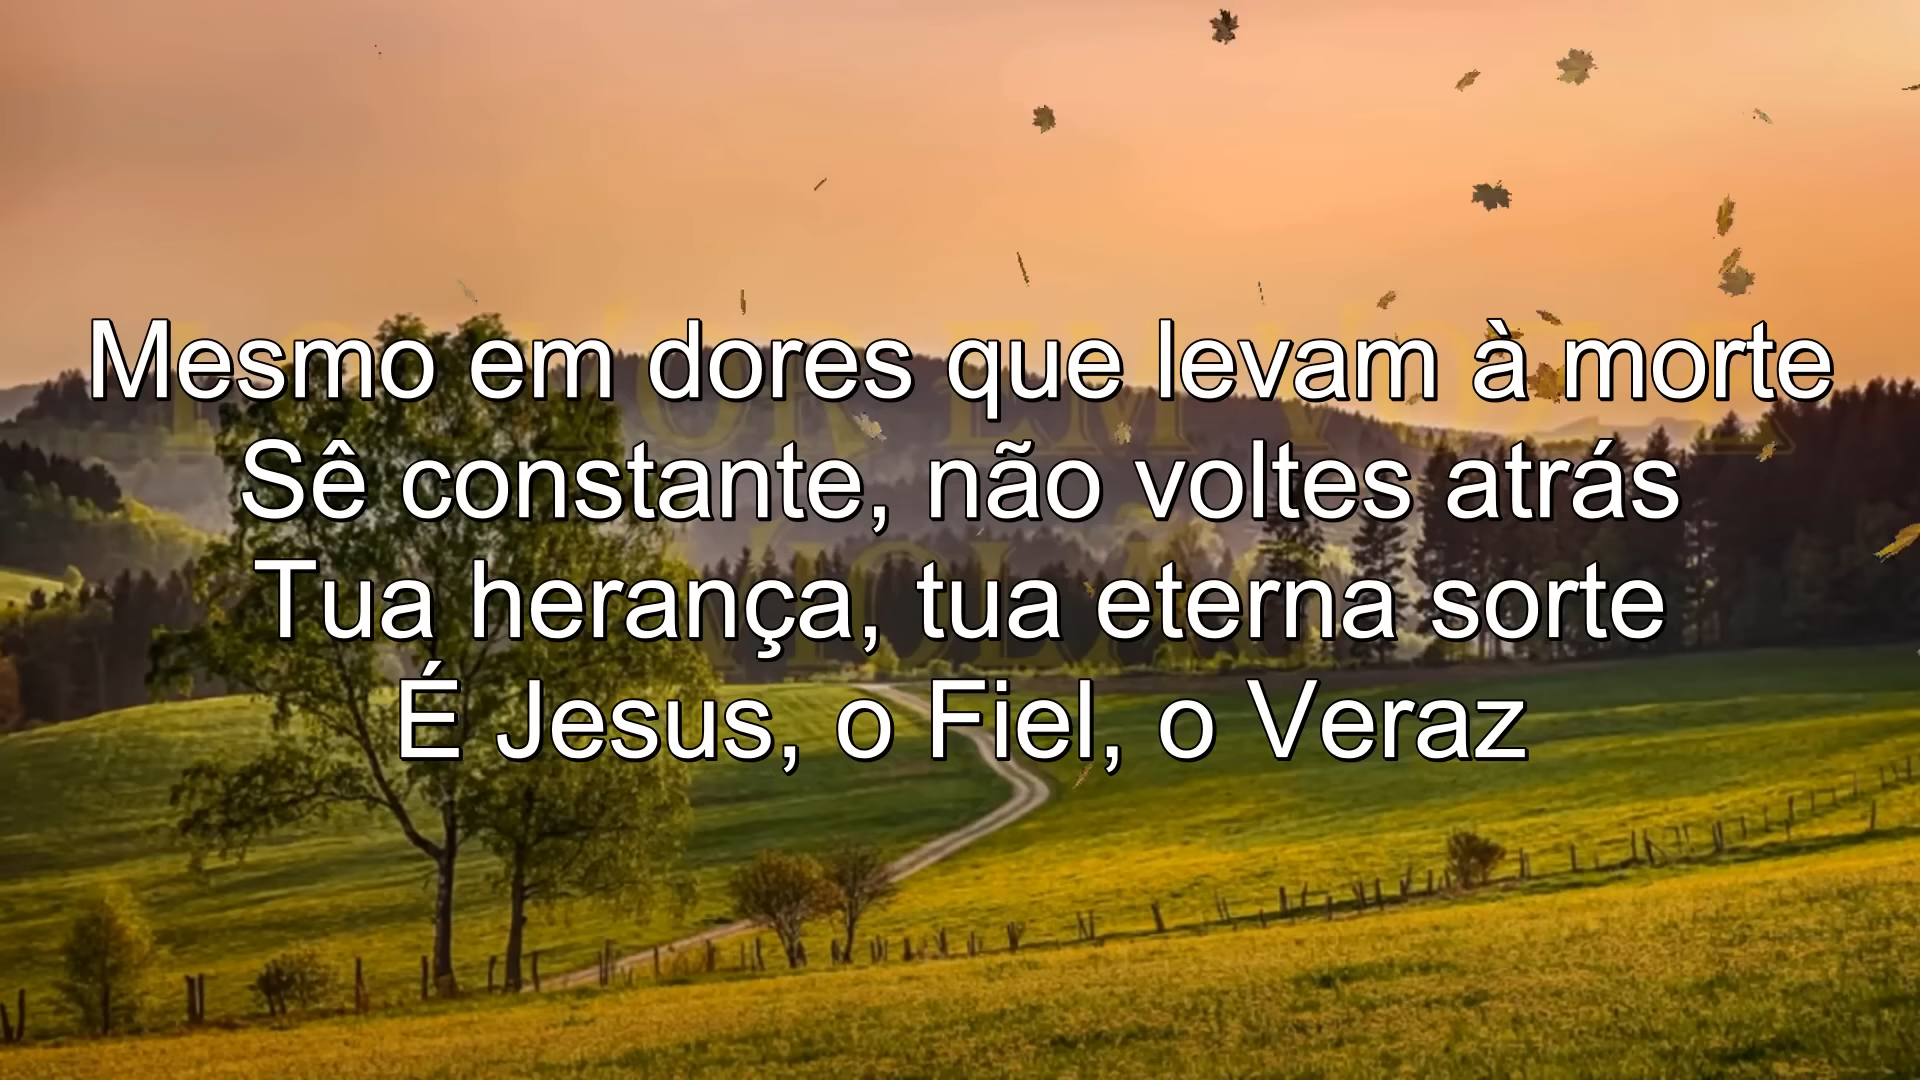 Mesmo em dores que levam à morte
Sê constante, não voltes atrás
Tua herança, tua eterna sorte
É Jesus, o Fiel, o Veraz